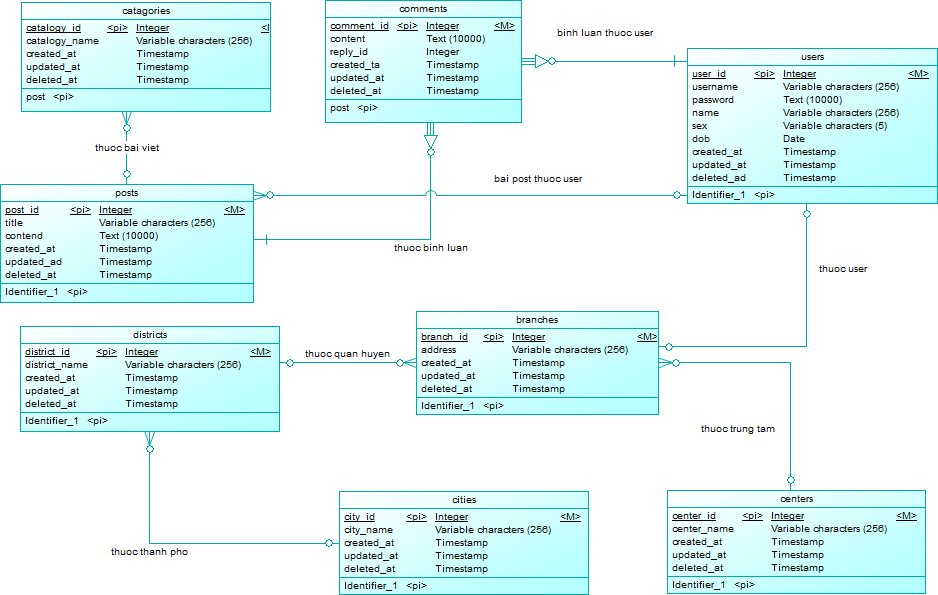 catagories
catalogy_id <pi> Integer <
catalogy_name Variable characters (256)
created_at Timestamp
updated_at Timestamp
deleted_at Timestamp
post <pi>
comments
comment_id <pi> Integer <M>
content Text (10000)
reply_id Integer
created_ta Timestamp
updated_at Timestamp
deleted_at Timestamp
post <pi>
binh luan thuoc user
users
user_id <pi> Integer <M>
username Variable characters (256)
password Text (10000)
name Variable characters (256)
sex Variable characters (5)
dob Date
created_at Timestamp
updated_at Timestamp
deleted_ad Timestamp
Identifier_1 <pi>
thuoc bai viet
bai post thuoc user
posts
post_id <pi> Integer <M>
title Variable characters (256)
contend Text (10000)
created_at Timestamp
updated_ad Timestamp
deleted_at Timestamp
Identifier_1 <pi>
thuoc binh luan
thuoc user
districts
district_id <pi> Integer <M>
district_name Variable characters (256)
created_at Timestamp
updated_at Timestamp
deleted_at Timestamp
Identifier_1 <pi>
thuoc quan huyen
branches
branch_id <pi> Integer <M>
address Variable characters (256)
created_at Timestamp
updated_at Timestamp
deleted_at Timestamp
Identifier_1 <pi>
thuoc trung tam
thuoc thanh pho
cities
city_id <pi> Integer <M>
city_name Variable characters (256)
created_at Timestamp
updated_at Timestamp
deleted_at Timestamp
Identifier_1 <pi>
centers
center_id <pi> Integer <M>
center_name Variable characters (256)
created_at Timestamp
updated_at Timestamp
deleted_at Timestamp
Identifier_1 <pi>